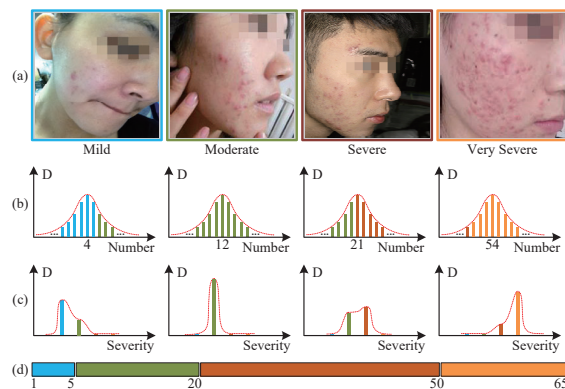 (a)
Mild Moderate Severe Very Severe
D D D D
(b)
... ... ... ... ... ... ... ...
4 Number 12 Number 21 Number 54 Number
D D D D
(c)
Severity Severity Severity Severity
(d)
1 5 20 50 65